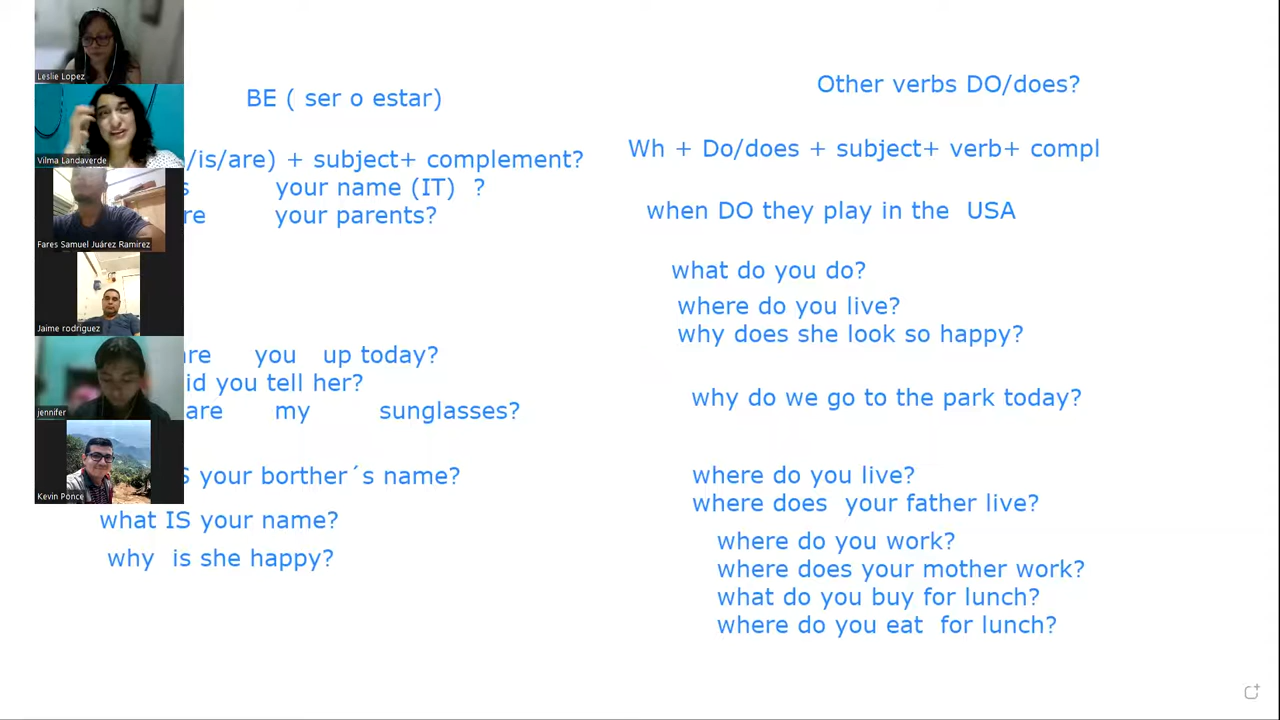 Leslie Lopez
Vilma Landaverde
Fares Samuel Juárez Ramirez
Jaime rodriguez
jennifer
Kevin Ponce
BE ( ser o estar)
/is/are) + subject+ complement?
your name (IT) ?
your parents?
you up today?
you tell her?
are my sunglasses?
your borther´s name?
what IS your name?
why is she happy?
Other verbs DO/does?
Wh + Do/does + subject+ verb+ compl
when DO they play in the USA
what do you do?
where do you live?
why does she look so happy?
why do we go to the park today?
where do you live?
where does your father live?
where do you work?
where does your mother work?
what do you buy for lunch?
where do you eat for lunch?